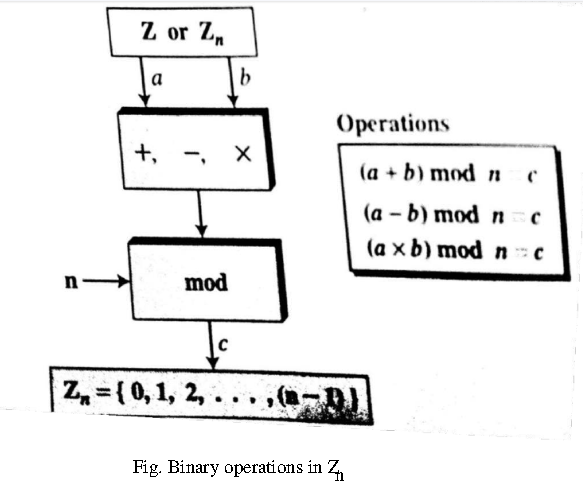 Z or Zₙ
a b
+, −, ×
n
mod
c
Zₙ = { 0, 1, 2, . . . , (n − 1) }
Operations
(a + b) mod n = c
(a − b) mod n = c
(a × b) mod n = c
Fig. Binary operations in Zₙ